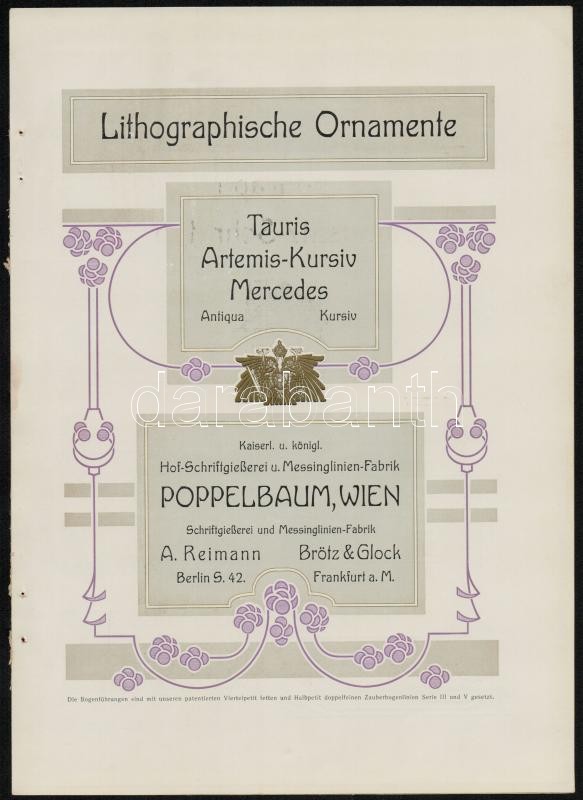 Lithographische Ornamente
Tauris
Artemis-Kursiv
Mercedes
Antiqua Kursiv
darabanth
Kaiserl. u. königl.
Hof-Schriftgießerei u. Messinglinien-Fabrik
POPPELBAUM, WIEN
Schriftgießerei und Messinglinien-Fabrik
A. Reimann Brötz & Glock
Berlin S. 42. Frankfurt a. M.
Die Bogenführungen sind mit unseren patentierten Viertelpetit fetten und Halbpetit doppelfeinen Zauberbogenlinien Serie III und V gesetzt.